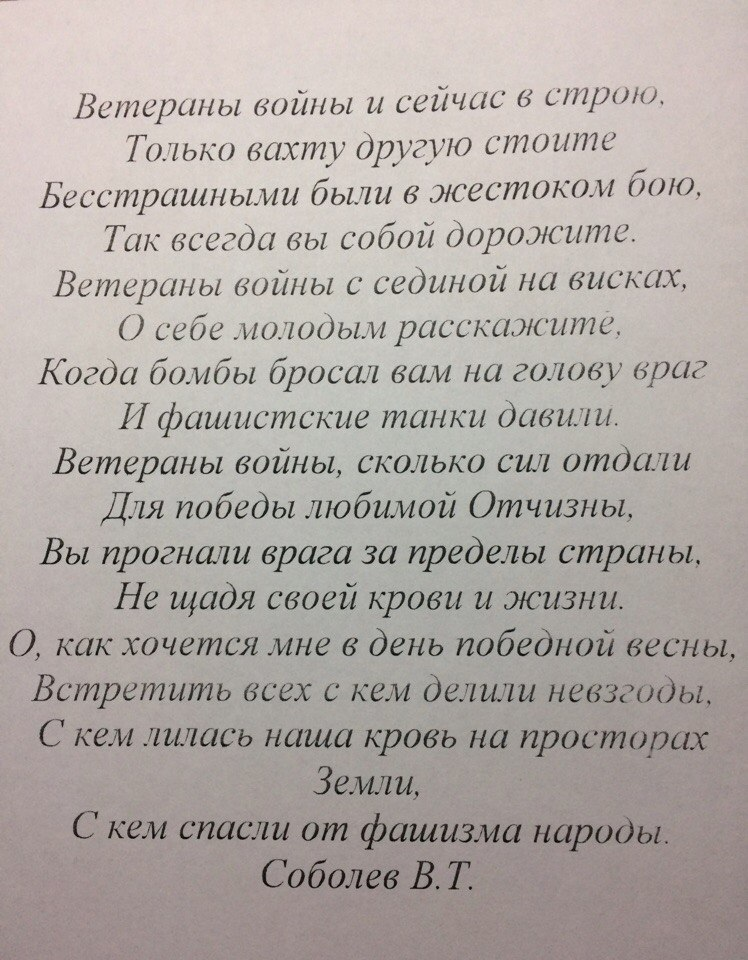 Ветераны войны и сейчас в строю,
Только вахту другую стоите
Бесстрашными были в жестоком бою,
Так всегда вы собой дорожите.
Ветераны войны с сединой на висках,
О себе молодым расскажите,
Когда бомбы бросал вам на голову враг
И фашистские танки давили.
Ветераны войны, сколько сил отдали
Для победы любимой Отчизны,
Вы прогнали врага за пределы страны,
Не щадя своей крови и жизни.
О, как хочется мне в день победной весны,
Встретить всех с кем делили невзгоды,
С кем лилась наша кровь на просторах
Земли,
С кем спасли от фашизма народы.
Соболев В.Т.